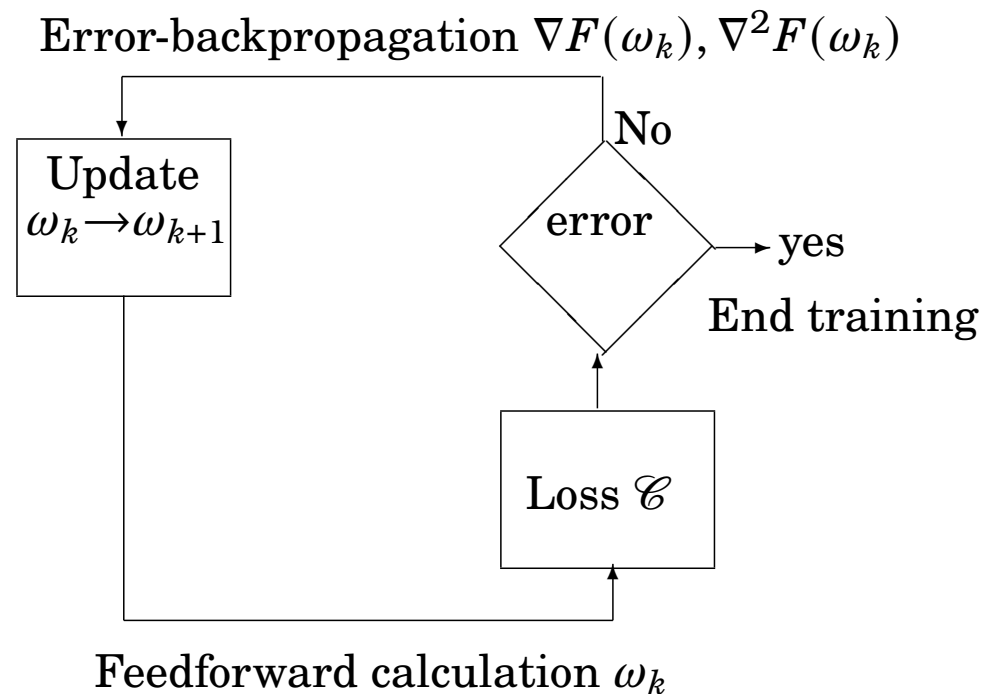 Error-backpropagation ∇F(ω_k), ∇²F(ω_k)
No
Update
ω_k→ω_{k+1}
error
yes
End training
Loss 𝒞
Feedforward calculation ω_k